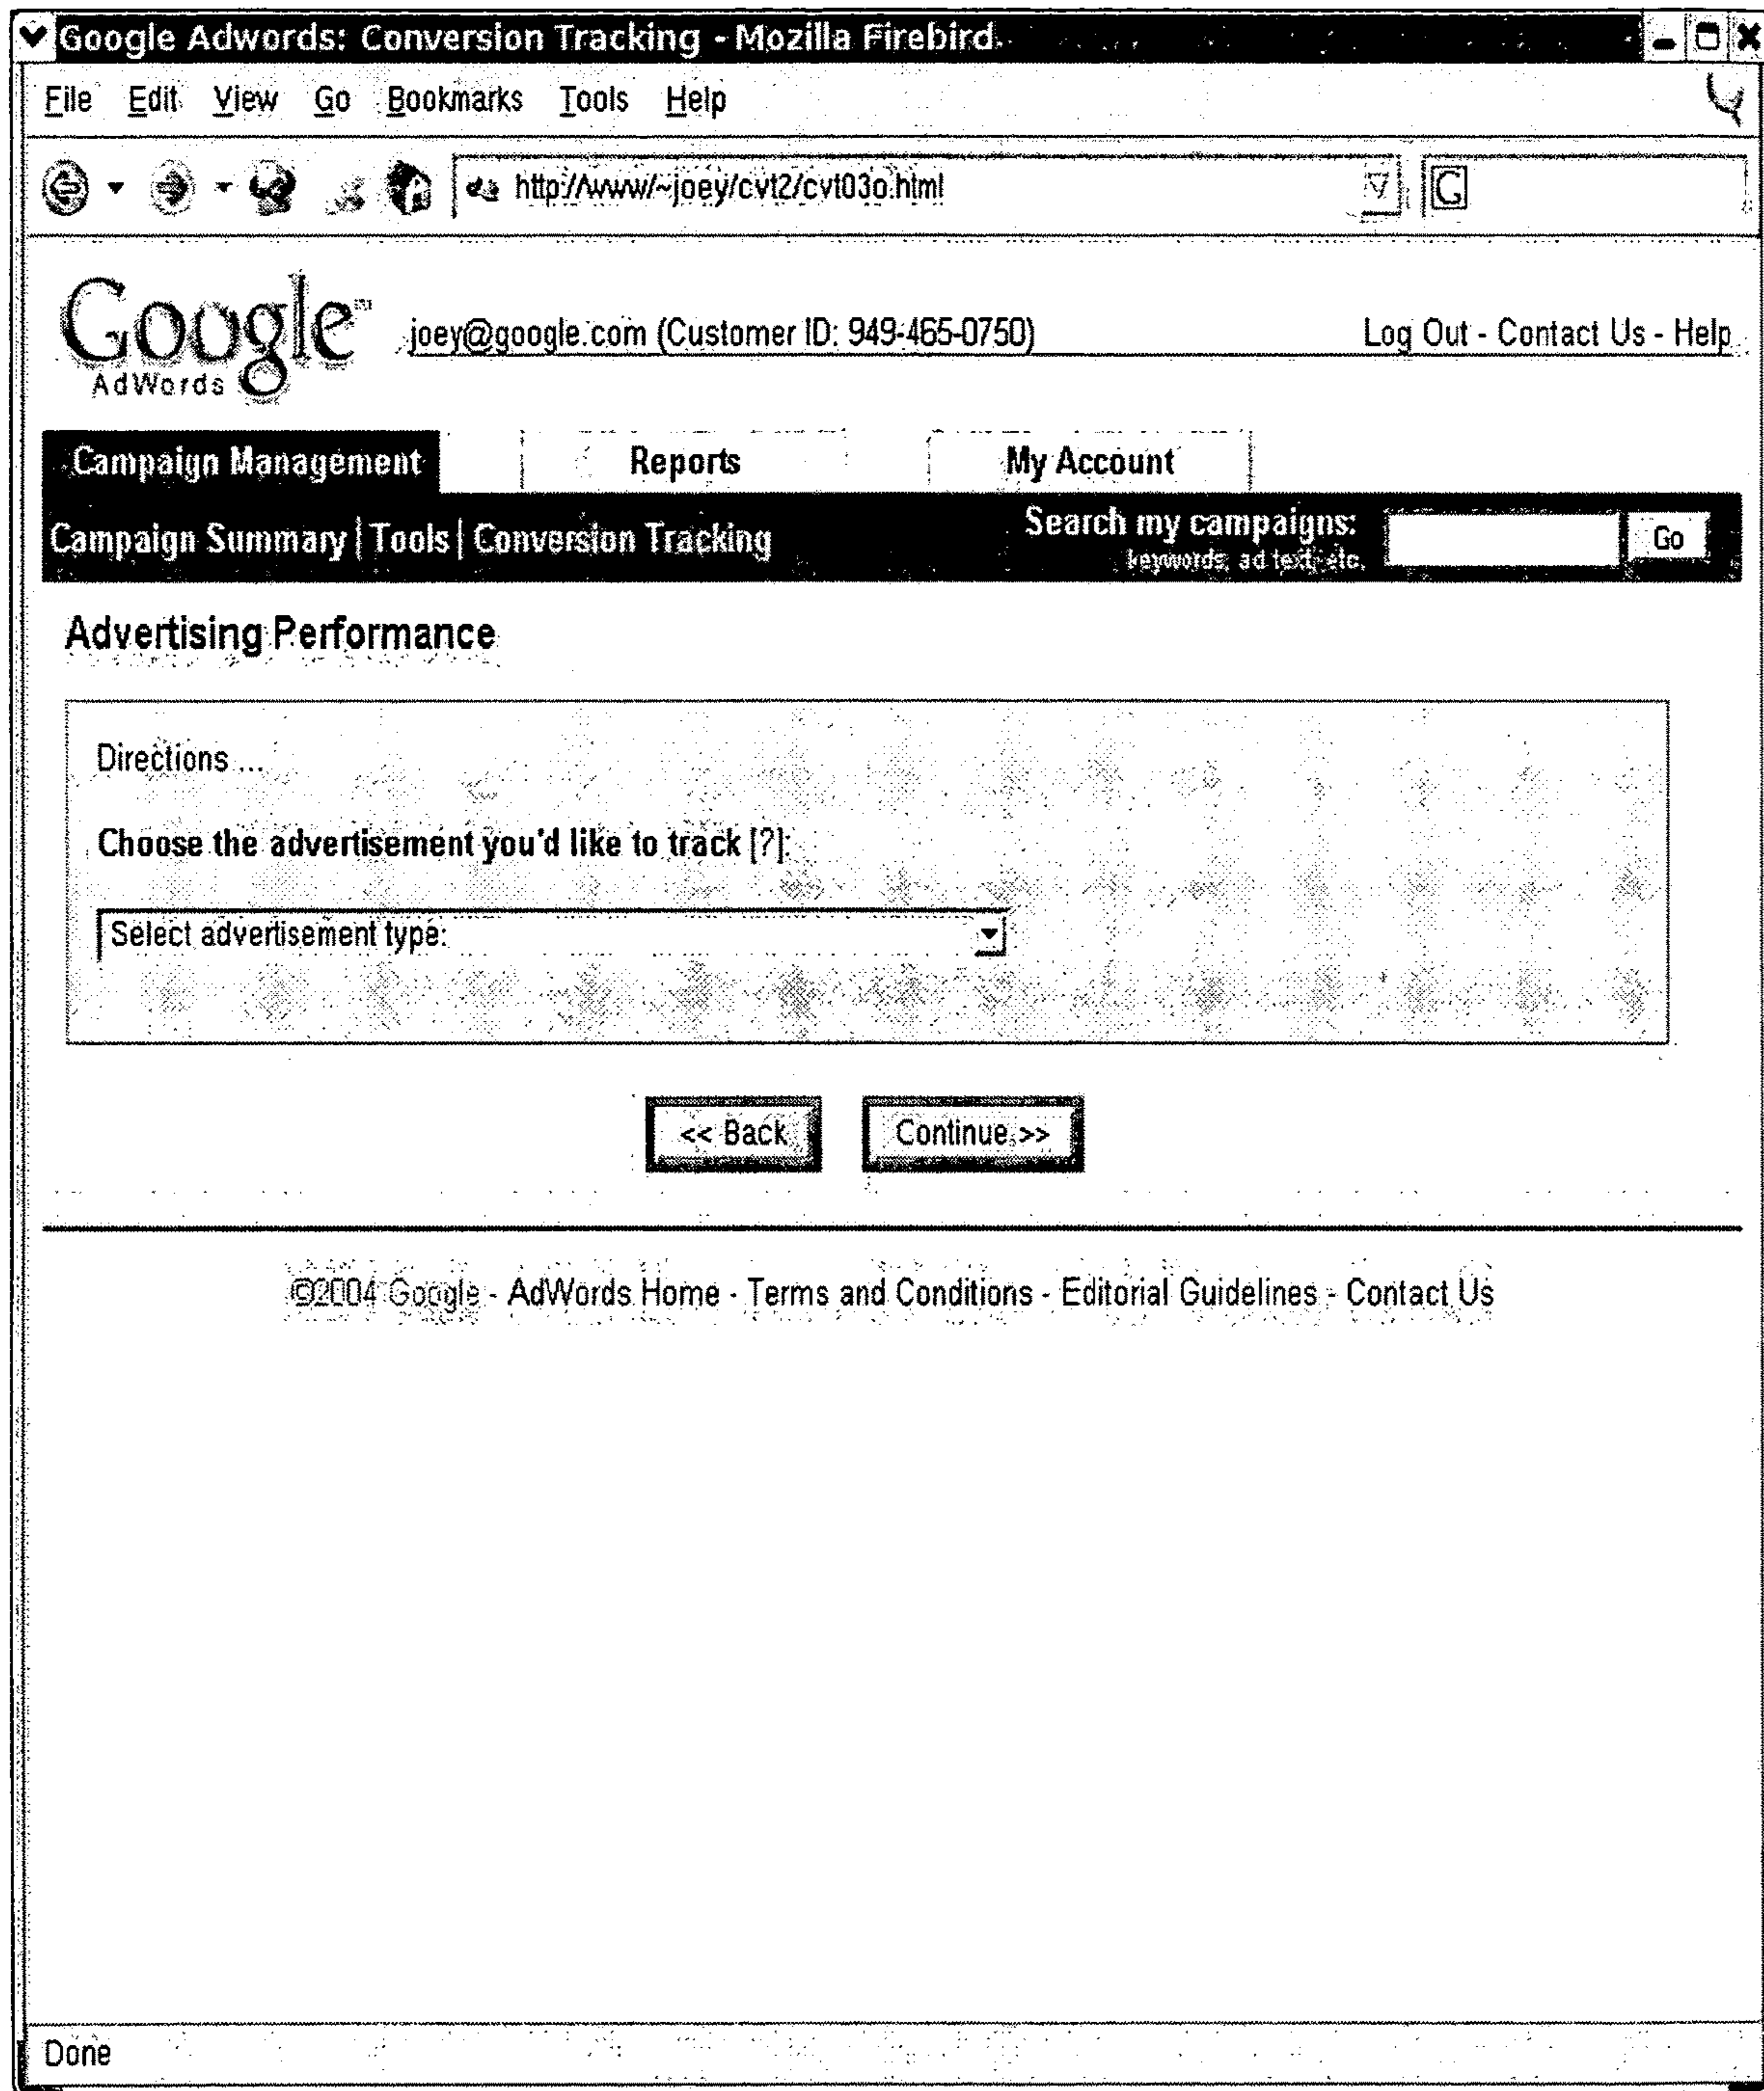 Google Adwords: Conversion Tracking - Mozilla Firebird
File Edit View Go Bookmarks Tools Help
http://www/~joey/cvt2/cvt03o.html G
Google™ AdWords
joey@google.com (Customer ID: 949-465-0750) Log Out - Contact Us - Help
Campaign Management Reports My Account
Campaign Summary | Tools | Conversion Tracking Search my campaigns: Go
keywords, ad text, etc.
Advertising Performance
Directions ...
Choose the advertisement you'd like to track [?]:
Select advertisement type:
<< Back Continue >>
©2004 Google - AdWords Home - Terms and Conditions - Editorial Guidelines - Contact Us
Done